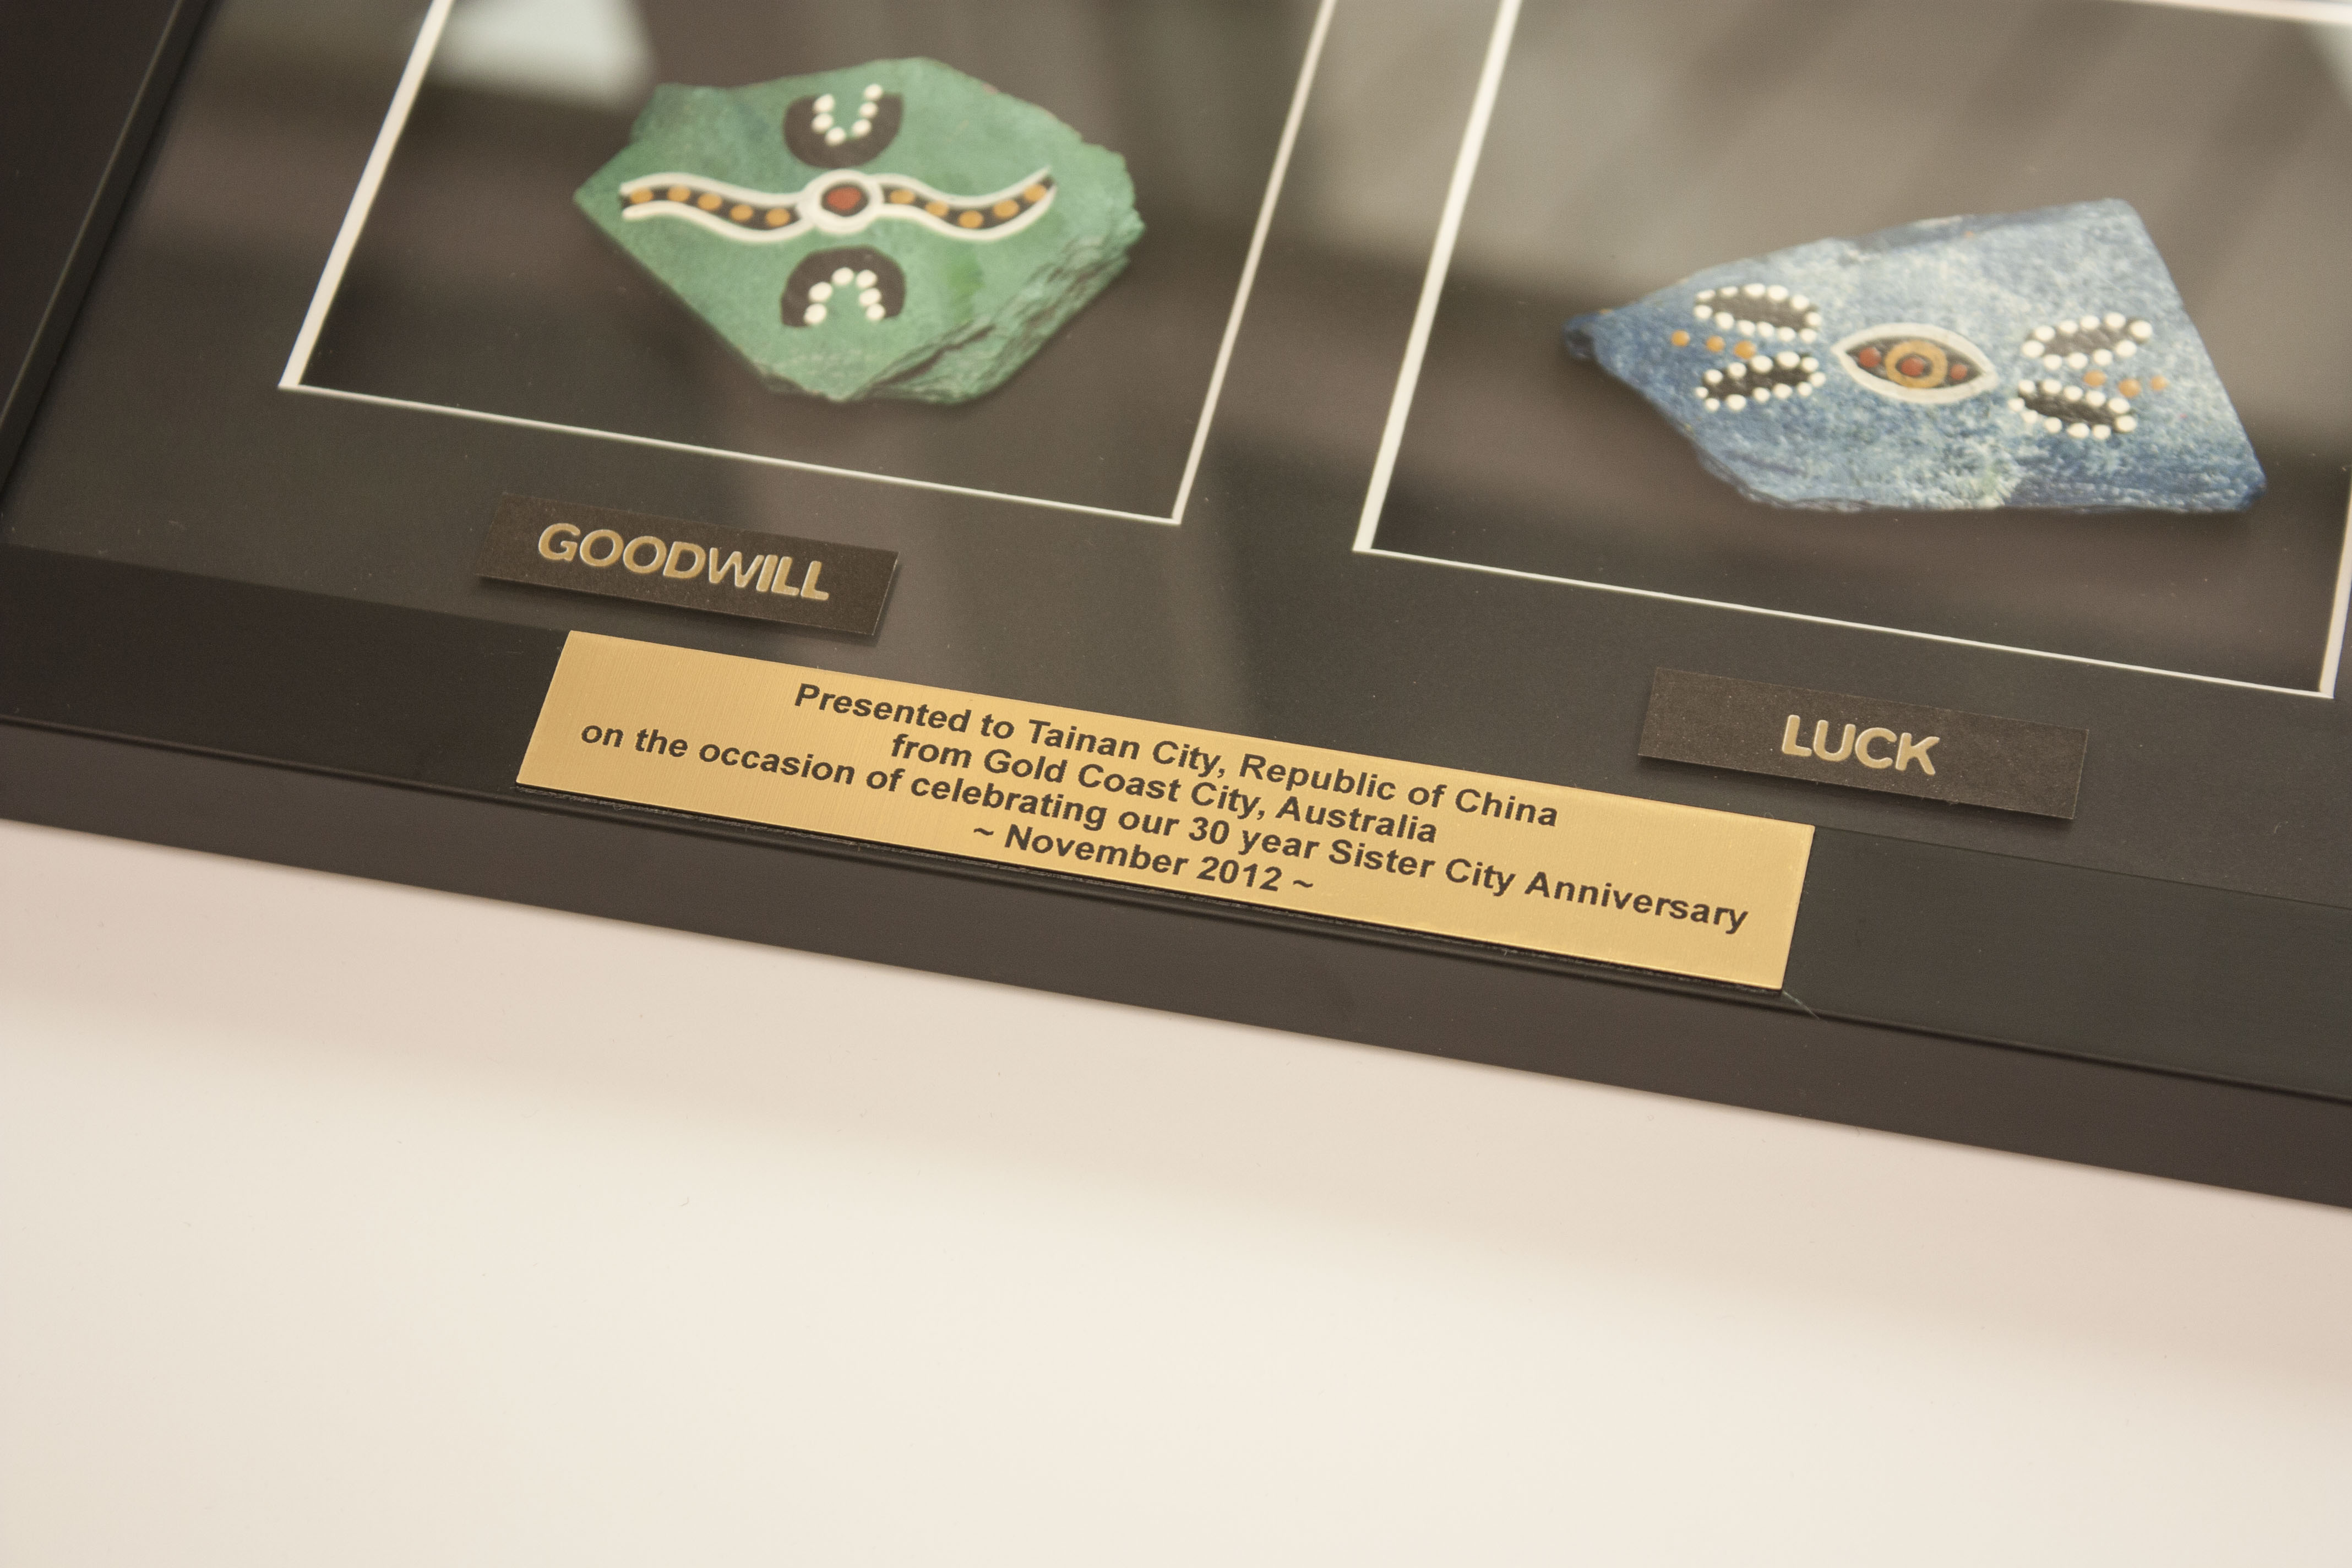 GOODWILL
LUCK
Presented to Tainan City, Republic of China
from Gold Coast City, Australia
on the occasion of celebrating our 30 year Sister City Anniversary
~ November 2012 ~